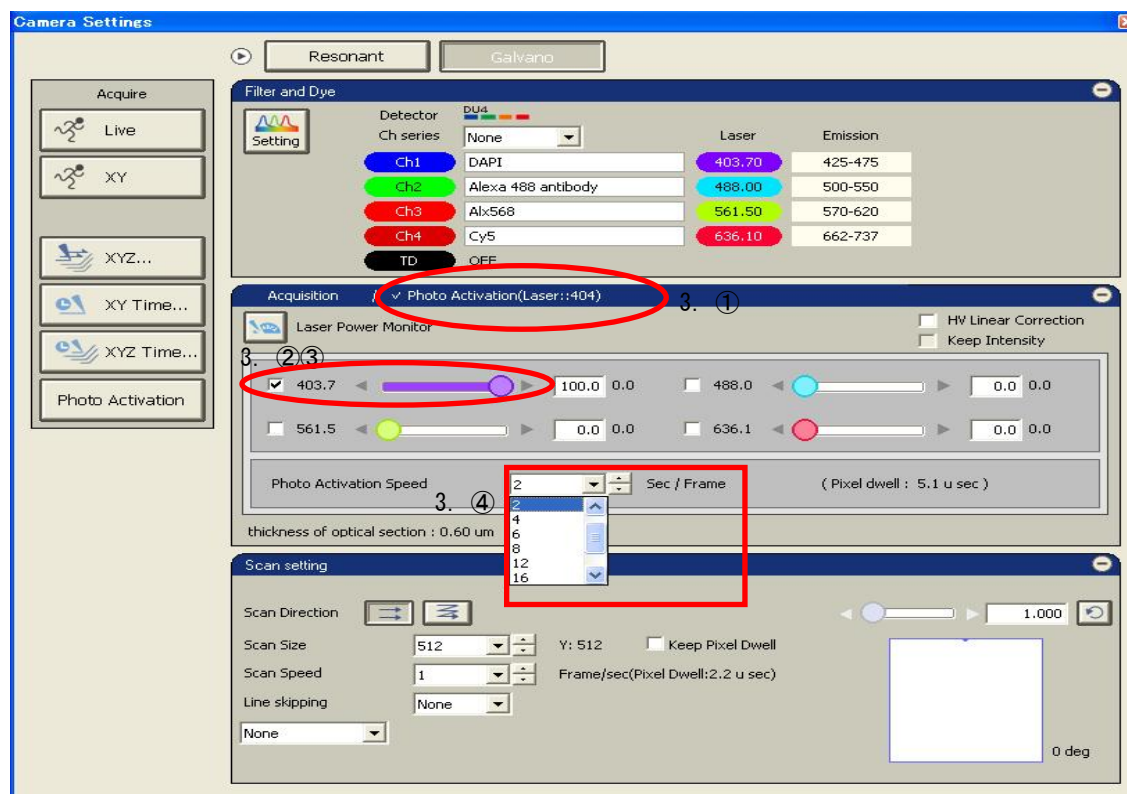 Camera Settings
Resonant Galvano
Acquire
Live
XY
XYZ...
XY Time...
XYZ Time...
Photo Activation
Filter and Dye
Setting
Detector DU4
Ch series None Laser Emission
Ch1 DAPI 403.70 425-475
Ch2 Alexa 488 antibody 488.00 500-550
Ch3 Alx568 561.50 570-620
Ch4 Cy5 636.10 662-737
TD OFF
Acquisition / ✓ Photo Activation(Laser::404)
3. ①
Laser Power Monitor
HV Linear Correction
Keep Intensity
3. ②③
403.7 100.0 0.0 488.0 0.0 0.0
561.5 0.0 0.0 636.1 0.0 0.0
Photo Activation Speed 2 Sec / Frame ( Pixel dwell : 5.1 u sec )
3. ④
2
4
6
8
12
16
thickness of optical section : 0.60 um
Scan setting
Scan Direction
1.000
Scan Size 512 Y: 512 Keep Pixel Dwell
Scan Speed 1 Frame/sec(Pixel Dwell:2.2 u sec)
Line skipping None
None
0 deg